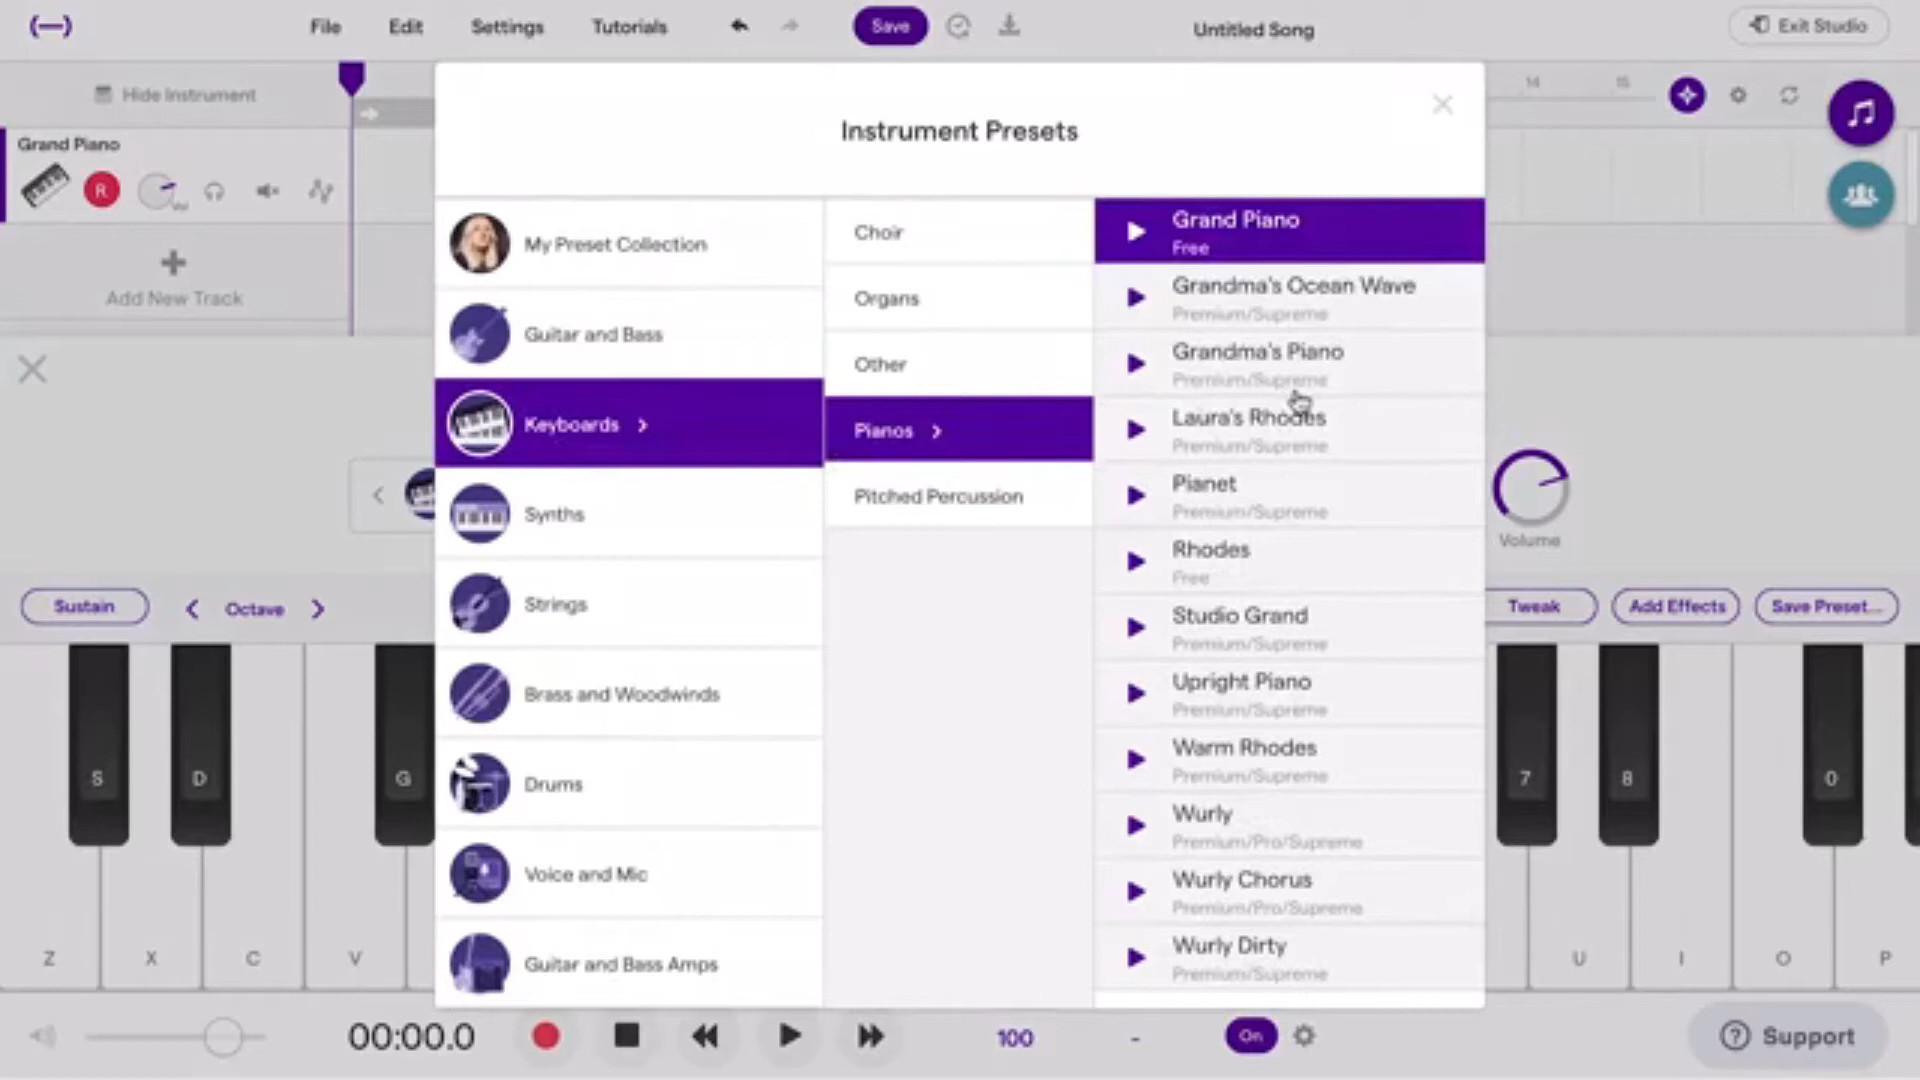 (—)
File
Edit
Settings
Tutorials
Save
Untitled Song
Exit Studio
Hide Instrument
14
15
Grand Piano
R
Vol
Add New Track
Instrument Presets
My Preset Collection
Guitar and Bass
Keyboards
Synths
Strings
Brass and Woodwinds
Drums
Voice and Mic
Guitar and Bass Amps
Choir
Organs
Other
Pianos
Pitched Percussion
Grand Piano
Free
Grandma's Ocean Wave
Premium/Supreme
Grandma's Piano
Premium/Supreme
Laura's Rhodes
Premium/Supreme
Pianet
Premium/Supreme
Rhodes
Free
Studio Grand
Premium/Supreme
Upright Piano
Premium/Supreme
Warm Rhodes
Premium/Supreme
Wurly
Premium/Pro/Supreme
Wurly Chorus
Premium/Pro/Supreme
Wurly Dirty
Premium/Supreme
Volume
Sustain
Octave
Tweak
Add Effects
Save Preset...
S
D
G
7
8
0
Z
X
C
V
U
I
O
P
00:00.0
100
-
On
Support